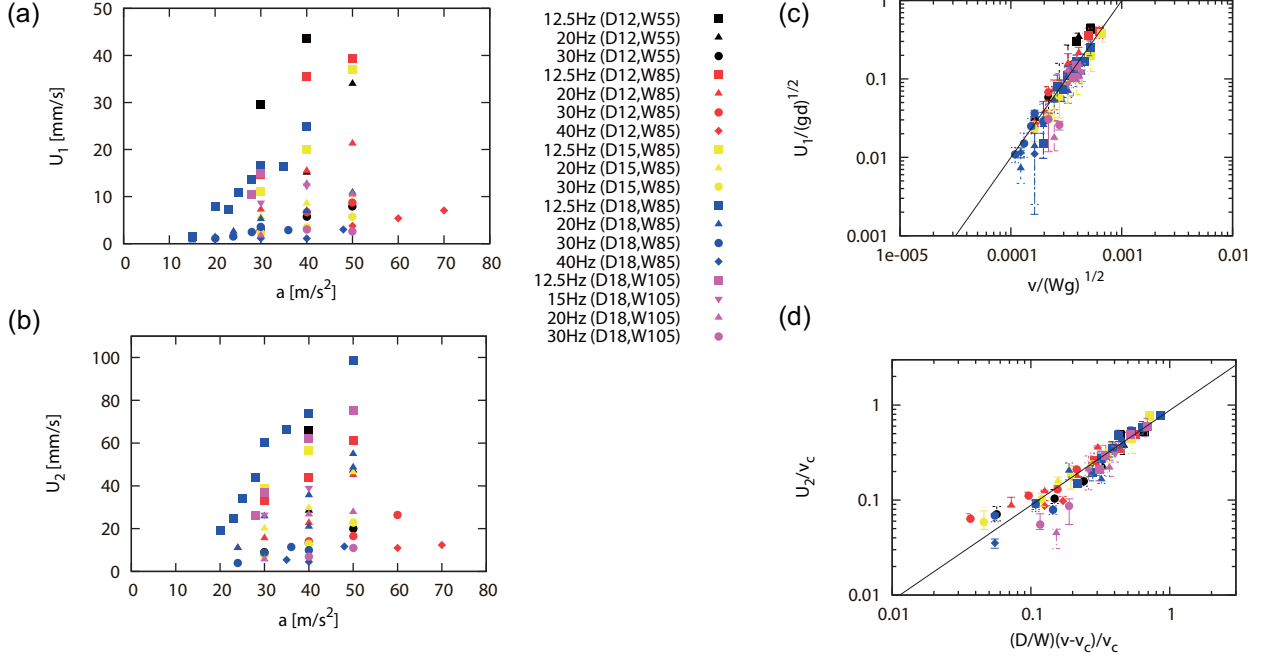 (a)
50
40
30
20
10
0
U1 [mm/s]
0 10 20 30 40 50 60 70 80
a [m/s2]
(b)
100
80
60
40
20
0
U2 [mm/s]
0 10 20 30 40 50 60 70 80
a [m/s2]
12.5Hz (D12,W55)
20Hz (D12,W55)
30Hz (D12,W55)
12.5Hz (D12,W85)
20Hz (D12,W85)
30Hz (D12,W85)
40Hz (D12,W85)
12.5Hz (D15,W85)
20Hz (D15,W85)
30Hz (D15,W85)
12.5Hz (D18,W85)
20Hz (D18,W85)
30Hz (D18,W85)
40Hz (D18,W85)
12.5Hz (D18,W105)
15Hz (D18,W105)
20Hz (D18,W105)
30Hz (D18,W105)
(c)
1
0.1
0.01
0.001
U1/(gd)1/2
1e-005 0.0001 0.001 0.01
v/(Wg) 1/2
(d)
1
0.1
0.01
U2/vc
0.01 0.1 1
(D/W)(v-vc)/vc